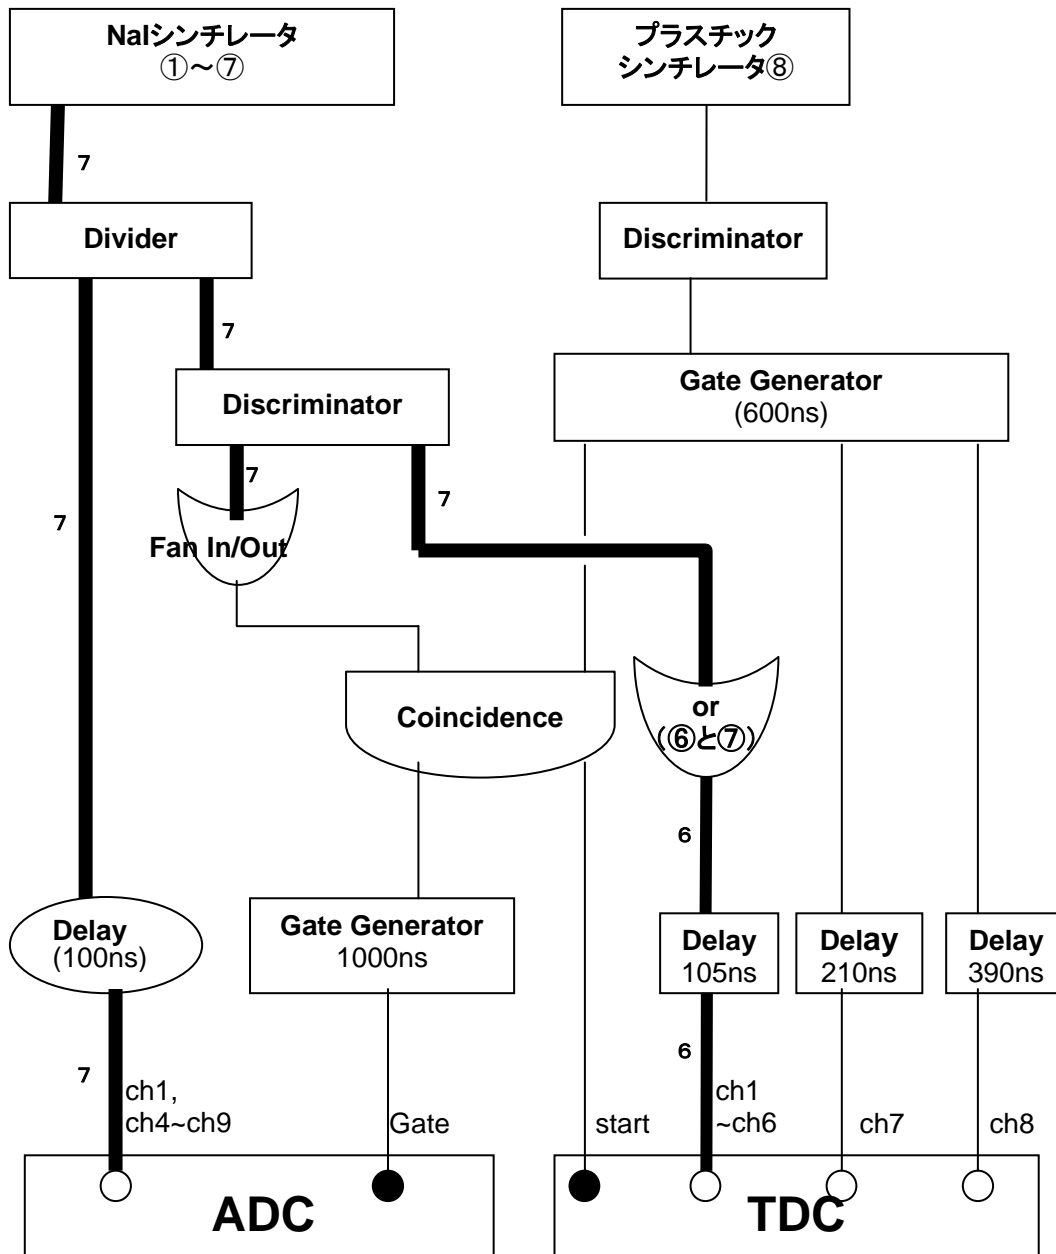 NaIシンチレータ
①～⑦
プラスチック
シンチレータ⑧
7
Divider
Discriminator
7
Gate Generator
(600ns)
Discriminator
7
7
7
Fan In/Out
Coincidence
or
(⑥と⑦)
6
Delay
(100ns)
Gate Generator
1000ns
Delay
105ns
Delay
210ns
Delay
390ns
6
7
ch1,
ch4~ch9
Gate
start
ch1
~ch6
ch7
ch8
ADC
TDC